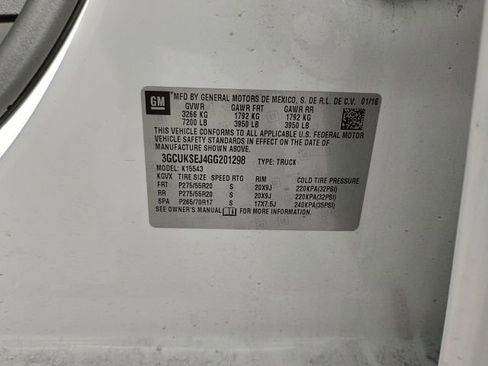 GM
MFD BY GENERAL MOTORS DE MEXICO, S. DE R.L. DE C.V. 01/16
GVWR GAWR FRT GAWR RR
3266 KG 1792 KG 1792 KG
7200 LB 3950 LB 3950 LB
THIS VEHICLE CONFORMS TO ALL APPLICABLE U.S. FEDERAL MOTOR
VEHICLE SAFETY STANDARDS IN EFFECT ON THE DATE OF
MANUFACTURE SHOWN ABOVE.
3GCUKSEJ4GG201298 TYPE: TRUCK
MODEL: K15543
KGVX TIRE SIZE SPEED RTG RIM COLD TIRE PRESSURE
FRT P275/55R20 S 20X9J 220KPA(32PSI)
RR P275/55R20 S 20X9J 220KPA(32PSI)
SPA P265/70R17 S 17X7.5J 240KPA(35PSI)
SEE OWNER'S MANUAL FOR MORE INFORMATION.